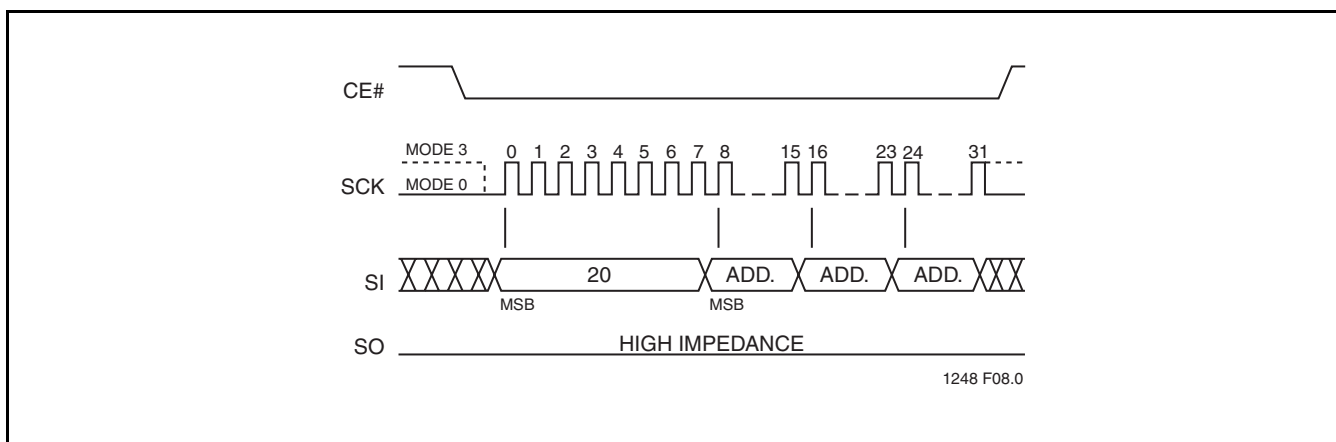 CE#
MODE 3
0 1 2 3 4 5 6 7 8 15 16 23 24 31
SCK
MODE 0
SI
20 ADD. ADD. ADD.
MSB MSB
SO
HIGH IMPEDANCE
1248 F08.0